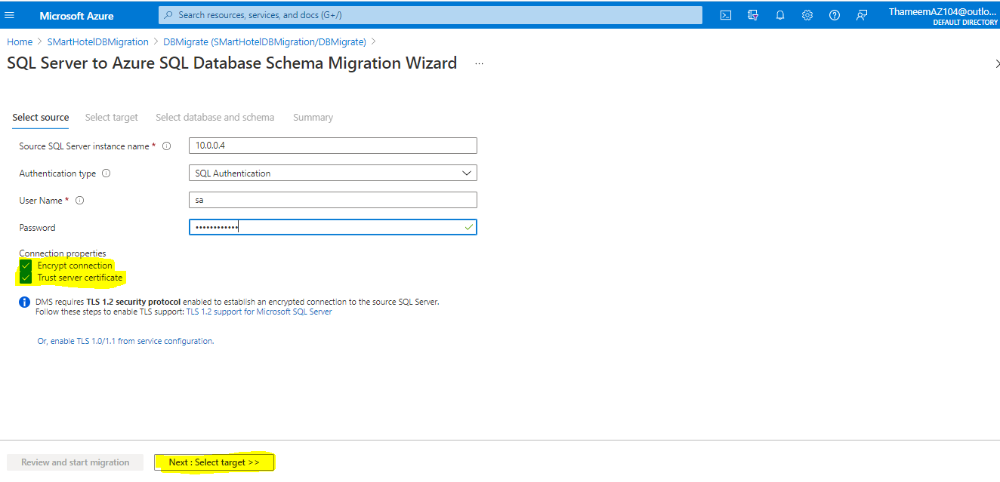 Microsoft Azure
Search resources, services, and docs (G+/)
ThameemAZ104@outlo...
DEFAULT DIRECTORY
Home > SMartHotelDBMigration > DBMigrate (SMartHotelDBMigration/DBMigrate) >
SQL Server to Azure SQL Database Schema Migration Wizard ...
Select source Select target Select database and schema Summary
Source SQL Server instance name * 10.0.0.4
Authentication type SQL Authentication
User Name * sa
Password ••••••••••••
Connection properties
Encrypt connection
Trust server certificate
DMS requires TLS 1.2 security protocol enabled to establish an encrypted connection to the source SQL Server.
Follow these steps to enable TLS support: TLS 1.2 support for Microsoft SQL Server
Or, enable TLS 1.0/1.1 from service configuration.
Review and start migration Next : Select target >>